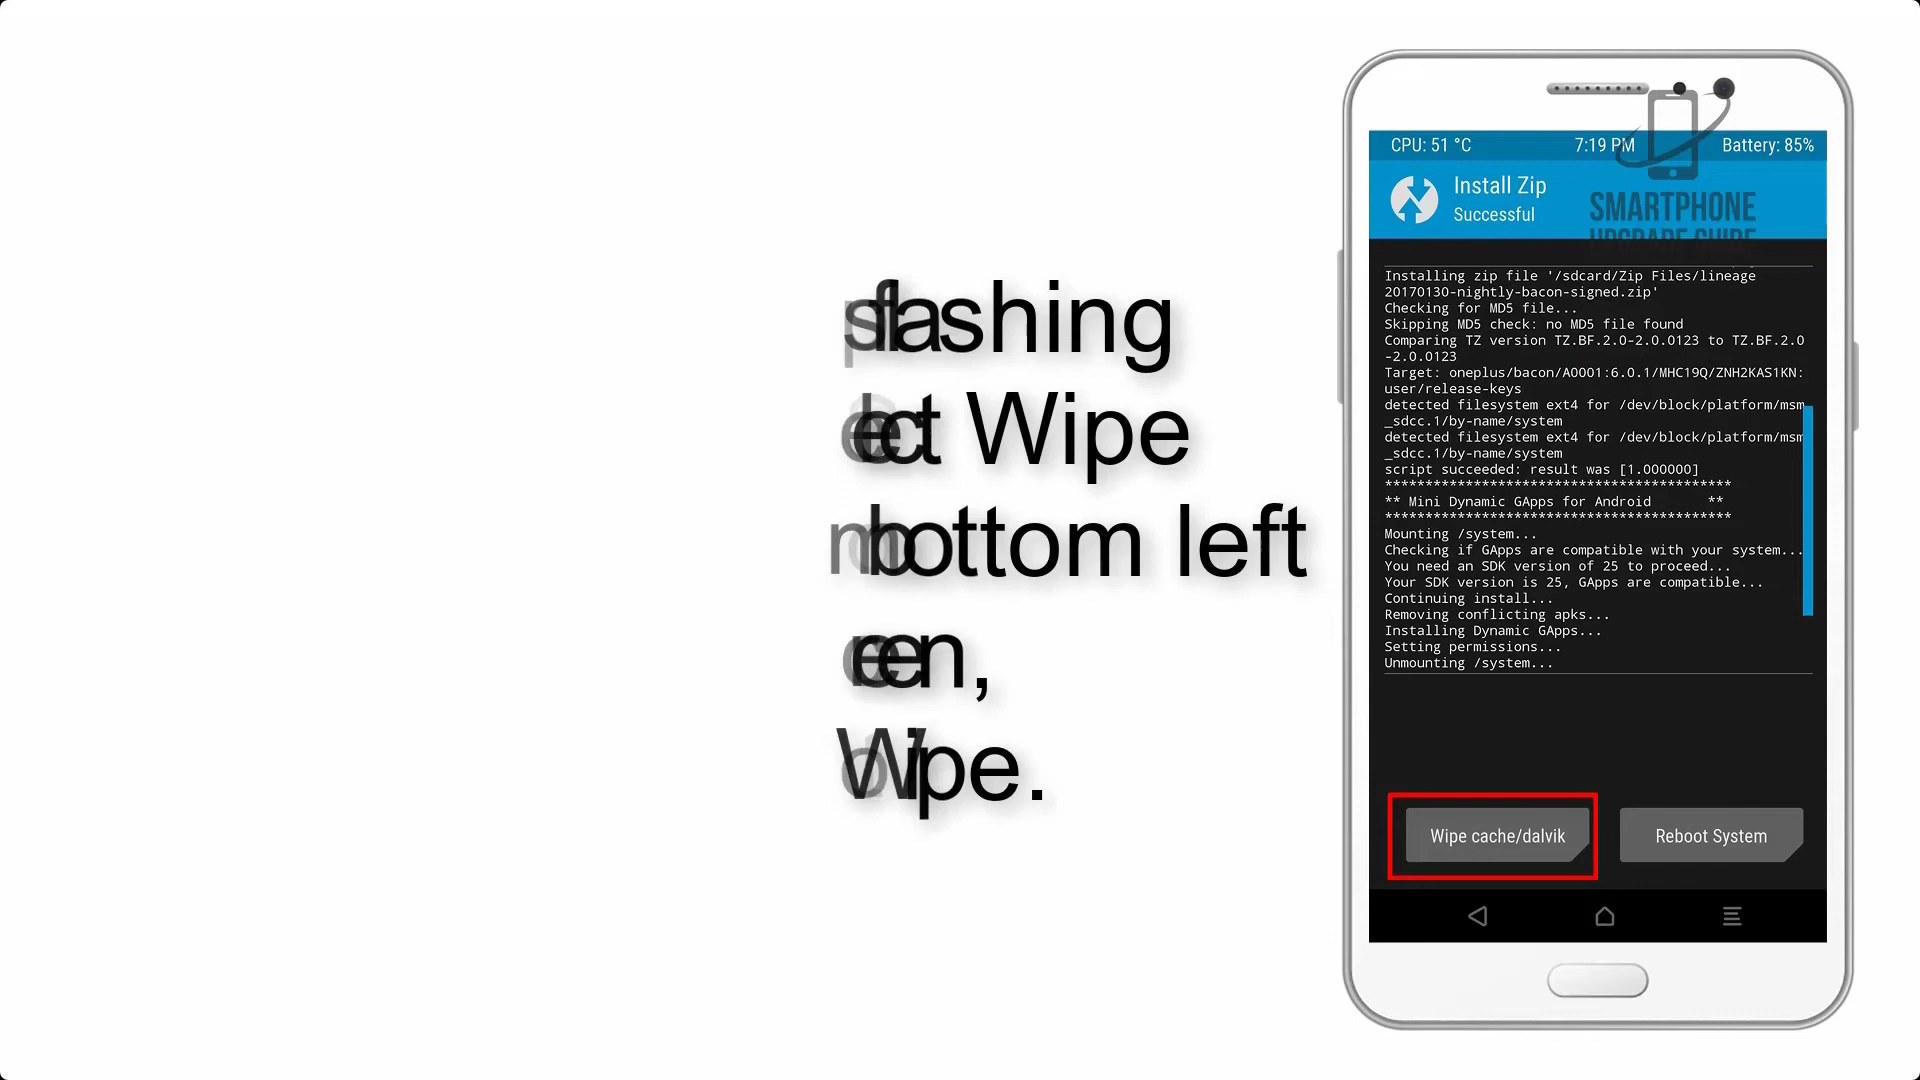 flashing
ect Wipe
bottom left
een,
Wipe.
CPU: 51 °C 7:19 PM Battery: 85%
Install Zip
Successful
SMARTPHONE
UPGRADE GUIDE
Installing zip file '/sdcard/Zip Files/lineage
20170130-nightly-bacon-signed.zip'
Checking for MD5 file...
Skipping MD5 check: no MD5 file found
Comparing TZ version TZ.BF.2.0-2.0.0123 to TZ.BF.2.0
-2.0.0123
Target: oneplus/bacon/A0001:6.0.1/MHC19Q/ZNH2KAS1KN:
user/release-keys
detected filesystem ext4 for /dev/block/platform/msm
_sdcc.1/by-name/system
detected filesystem ext4 for /dev/block/platform/msm
_sdcc.1/by-name/system
script succeeded: result was [1.000000]
*******************************************
** Mini Dynamic GApps for Android **
*******************************************
Mounting /system...
Checking if GApps are compatible with your system...
You need an SDK version of 25 to proceed...
Your SDK version is 25, GApps are compatible...
Continuing install...
Removing conflicting apks...
Installing Dynamic GApps...
Setting permissions...
Unmounting /system...
Wipe cache/dalvik Reboot System